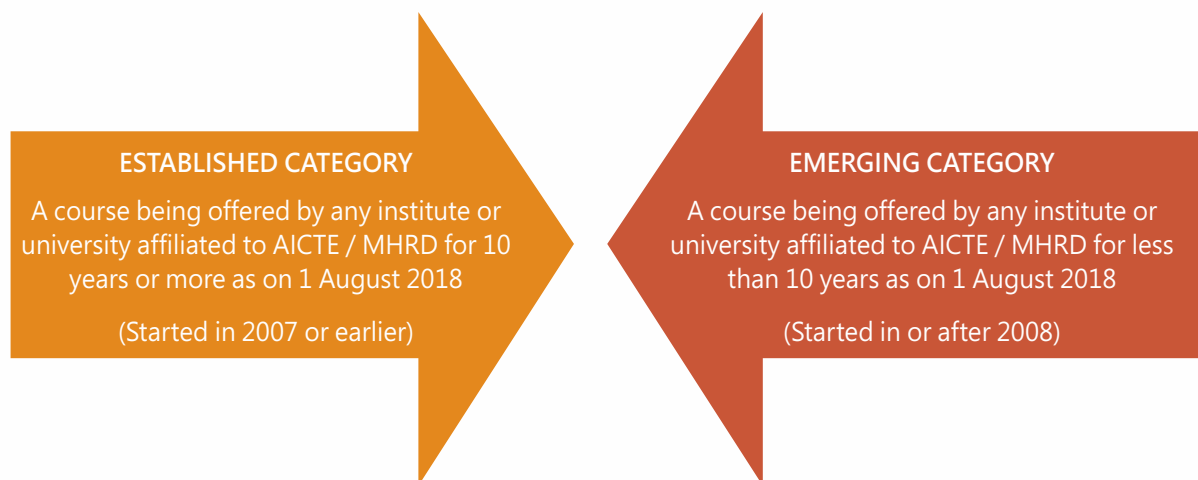 ESTABLISHED CATEGORY
A course being offered by any institute or
university affiliated to AICTE / MHRD for 10
years or more as on 1 August 2018
(Started in 2007 or earlier)
EMERGING CATEGORY
A course being offered by any institute or
university affiliated to AICTE / MHRD for less
than 10 years as on 1 August 2018
(Started in or after 2008)